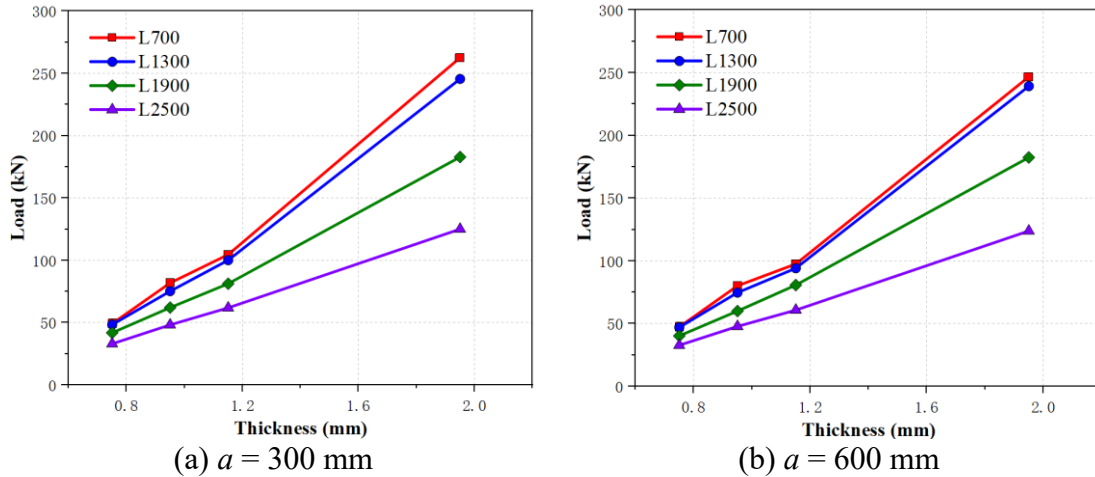 300
250
200
150
100
50
0
Load (kN)
L700
L1300
L1900
L2500
0.8
1.2
1.6
2.0
Thickness (mm)
(a) a = 300 mm
300
250
200
150
100
50
0
Load (kN)
L700
L1300
L1900
L2500
0.8
1.2
1.6
2.0
Thickness (mm)
(b) a = 600 mm